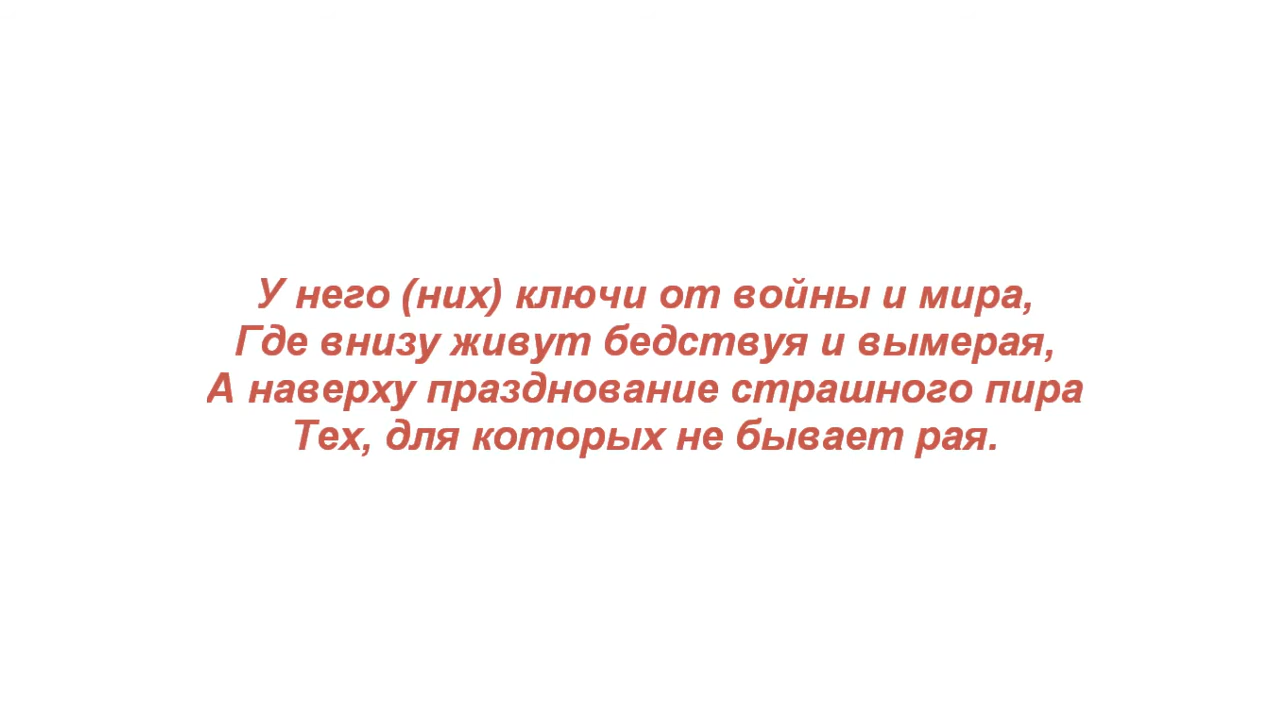 У него (них) ключи от войны и мира,
Где внизу живут бедствуя и вымерая,
А наверху празднование страшного пира
Тех, для которых не бывает рая.